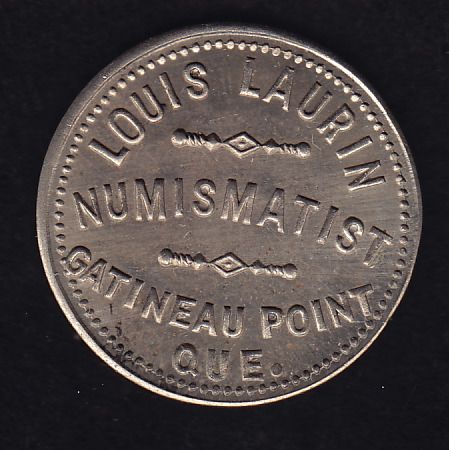 LOUIS LAURIN
NUMISMATIST
GATINEAU POINT
QUE.